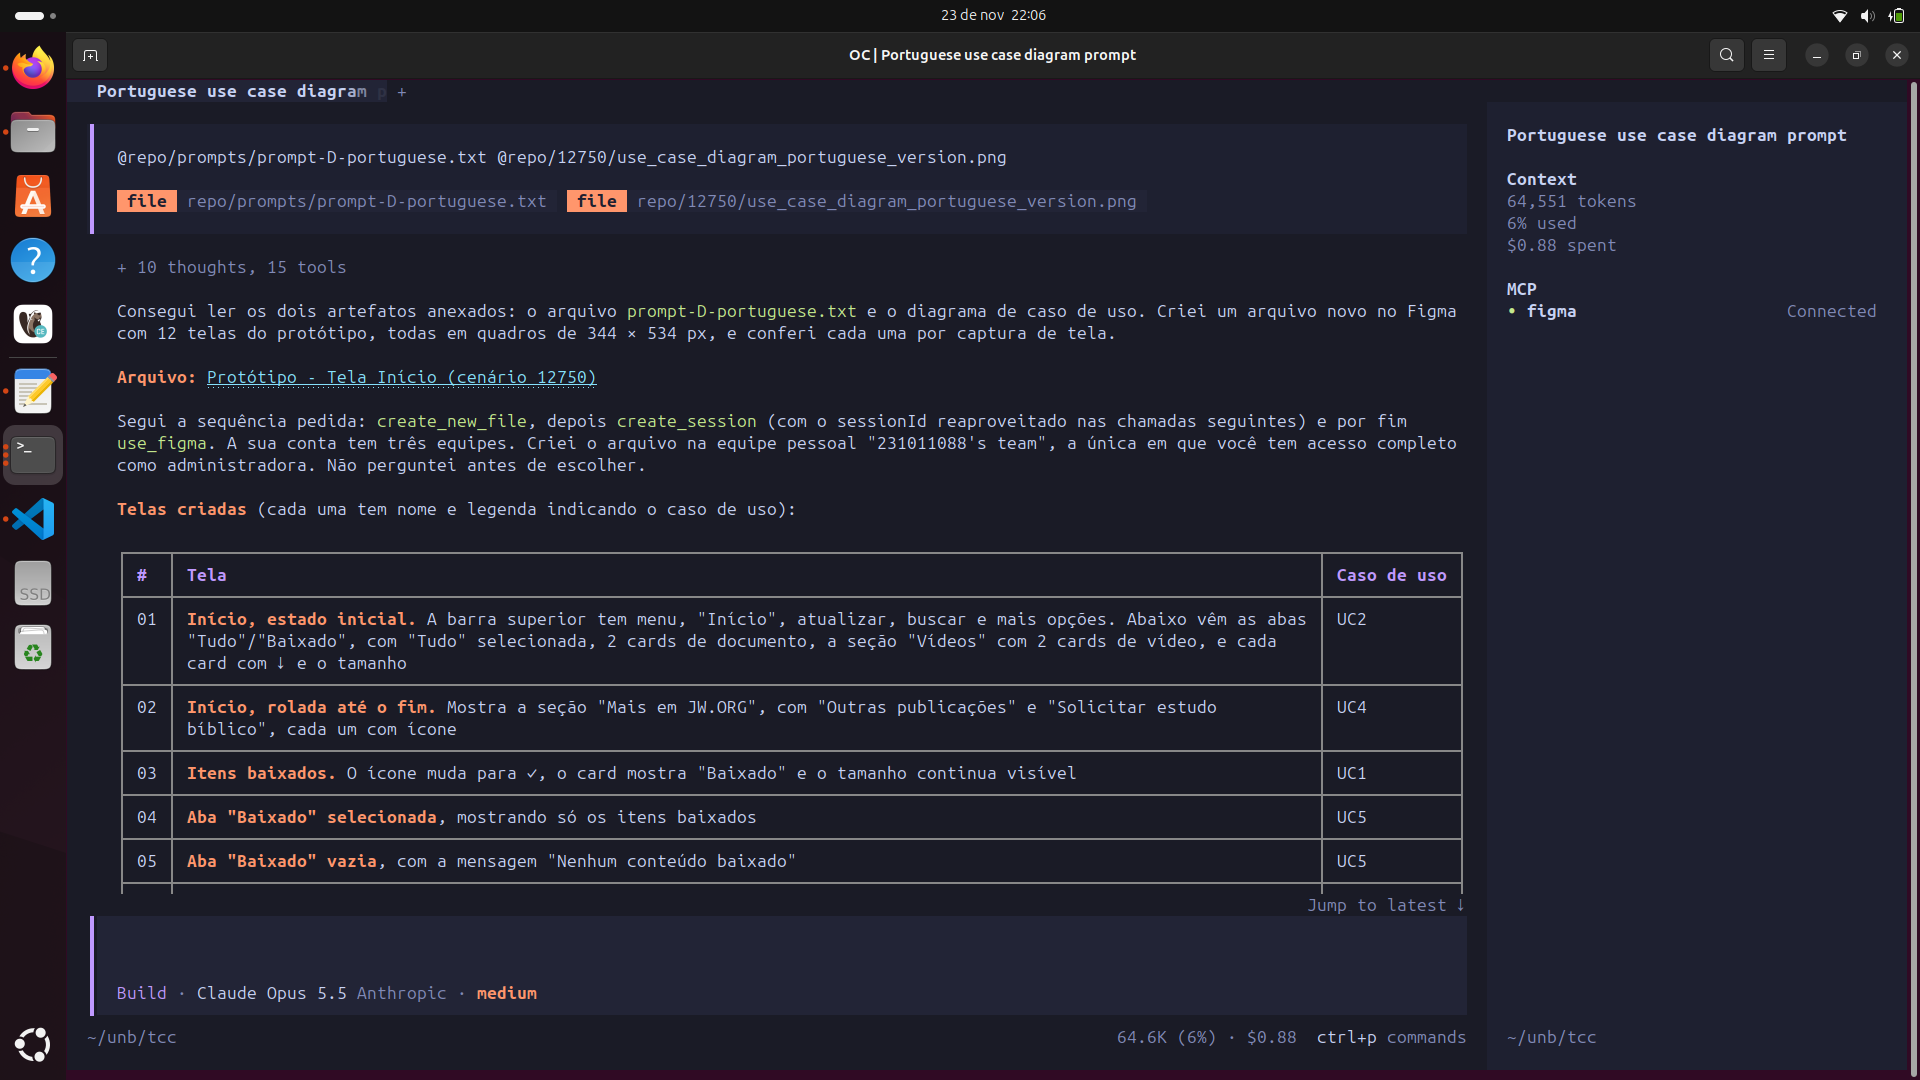 23 de nov 22:06
OC | Portuguese use case diagram prompt
Portuguese use case diagram p +
@repo/prompts/prompt-D-portuguese.txt @repo/12750/use_case_diagram_portuguese_version.png
file repo/prompts/prompt-D-portuguese.txt file repo/12750/use_case_diagram_portuguese_version.png
+ 10 thoughts, 15 tools
Consegui ler os dois artefatos anexados: o arquivo prompt-D-portuguese.txt e o diagrama de caso de uso. Criei um arquivo novo no Figma
com 12 telas do protótipo, todas em quadros de 344 × 534 px, e conferi cada uma por captura de tela.
Arquivo: Protótipo - Tela Início (cenário 12750)
Segui a sequência pedida: create_new_file, depois create_session (com o sessionId reaproveitado nas chamadas seguintes) e por fim
use_figma. A sua conta tem três equipes. Criei o arquivo na equipe pessoal "231011088's team", a única em que você tem acesso completo
como administradora. Não perguntei antes de escolher.
Telas criadas (cada uma tem nome e legenda indicando o caso de uso):
# Tela Caso de uso
01 Início, estado inicial. A barra superior tem menu, "Início", atualizar, buscar e mais opções. Abaixo vêm as abas UC2
"Tudo"/"Baixado", com "Tudo" selecionada, 2 cards de documento, a seção "Vídeos" com 2 cards de vídeo, e cada
card com ↓ e o tamanho
02 Início, rolada até o fim. Mostra a seção "Mais em JW.ORG", com "Outras publicações" e "Solicitar estudo UC4
bíblico", cada um com ícone
03 Itens baixados. O ícone muda para ✓, o card mostra "Baixado" e o tamanho continua visível UC1
04 Aba "Baixado" selecionada, mostrando só os itens baixados UC5
05 Aba "Baixado" vazia, com a mensagem "Nenhum conteúdo baixado" UC5
Jump to latest ↓
Build · Claude Opus 5.5 Anthropic · medium
~/unb/tcc 64.6K (6%) · $0.88 ctrl+p commands
Portuguese use case diagram prompt
Context
64,551 tokens
6% used
$0.88 spent
MCP
• figma Connected
~/unb/tcc
SSD